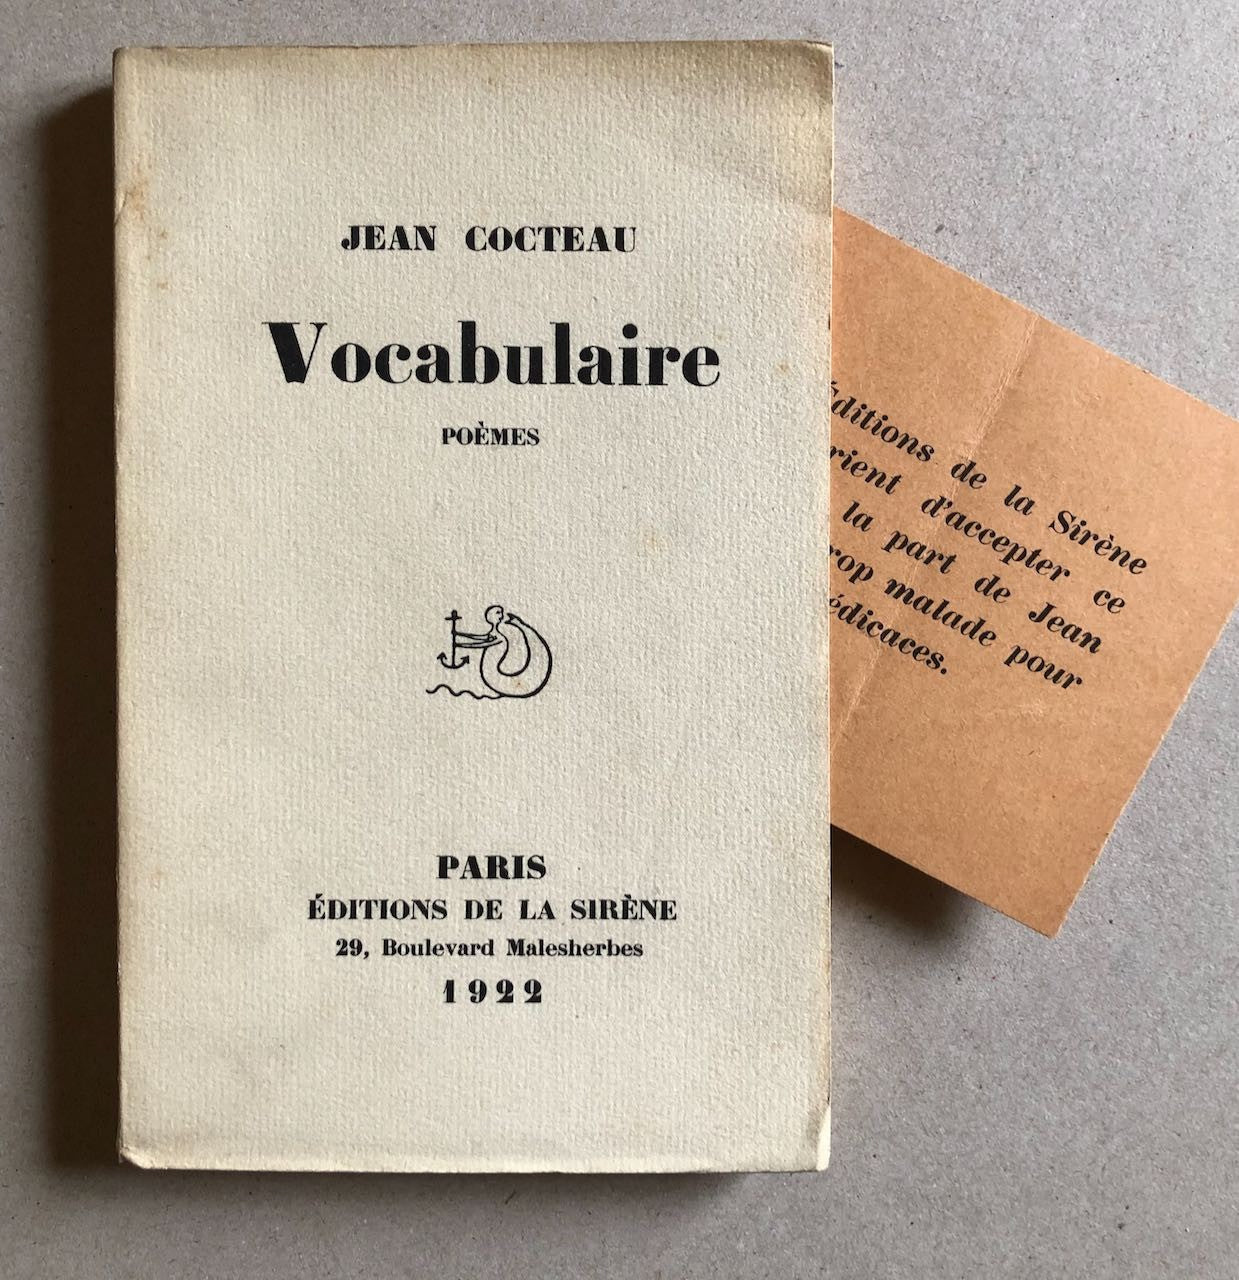 JEAN COCTEAU
Vocabulaire
POÈMES
PARIS
ÉDITIONS DE LA SIRÈNE
29, Boulevard Malesherbes
1922
Éditions de la Sirène
rient d'accepter ce
la part de Jean
rop malade pour
édicaces.